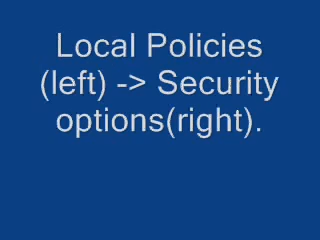 Local Policies
(left) -> Security
options(right).